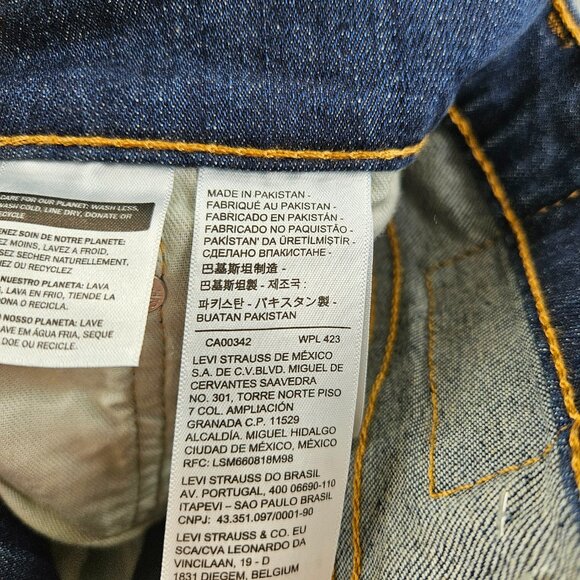 CARE FOR OUR PLANET: WASH LESS,
WASH COLD, LINE DRY, DONATE OR
RECYCLE
SOIN DE NOTRE PLANETE:
MOINS, LAVEZ A FROID,
SECHER NATURELLEMENT,
OU RECYCLEZ
NUESTRO PLANETA: LAVA
LAVA EN FRIO, TIENDE LA
O RECICLA.
NOSSO PLANETA: LAVE
LAVE EM ÁGUA FRIA, SEQUE
DOE OU RECICLE.
MADE IN PAKISTAN -
FABRIQUÉ AU PAKISTAN -
FABRICADO EN PAKISTÁN -
FABRICADO NO PAQUISTÃO -
PAKİSTAN' DA ÜRETİLMİŞTİR -
СДЕЛАНО ВПАКИСТАНЕ -
巴基斯坦制造 -
巴基斯坦製 - 제조국:
파키스탄 - パキスタン製 -
BUATAN PAKISTAN
CA00342 WPL 423
LEVI STRAUSS DE MÉXICO
S.A. DE C.V.BLVD. MIGUEL DE
CERVANTES SAAVEDRA
NO. 301, TORRE NORTE PISO
7 COL. AMPLIACIÓN
GRANADA C.P. 11529
ALCALDÍA. MIGUEL HIDALGO
CIUDAD DE MÉXICO, MÉXICO
RFC: LSM660818M98
LEVI STRAUSS DO BRASIL
AV. PORTUGAL, 400 06690-110
ITAPEVI – SAO PAULO BRASIL
CNPJ: 43.351.097/0001-90
LEVI STRAUSS & CO. EU
SCA/CVA LEONARDO DA
VINCILAAN, 19 - D
1831 DIEGEM, BELGIUM